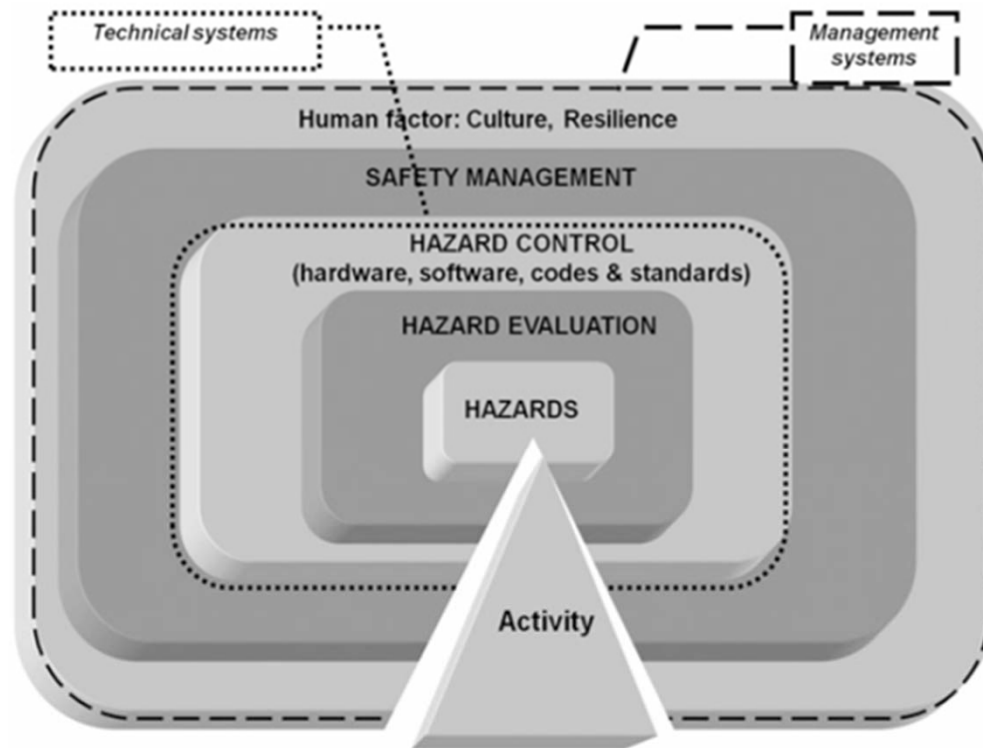 Technical systems
Management
systems
Human factor: Culture, Resilience
SAFETY MANAGEMENT
HAZARD CONTROL
(hardware, software, codes & standards)
HAZARD EVALUATION
HAZARDS
Activity